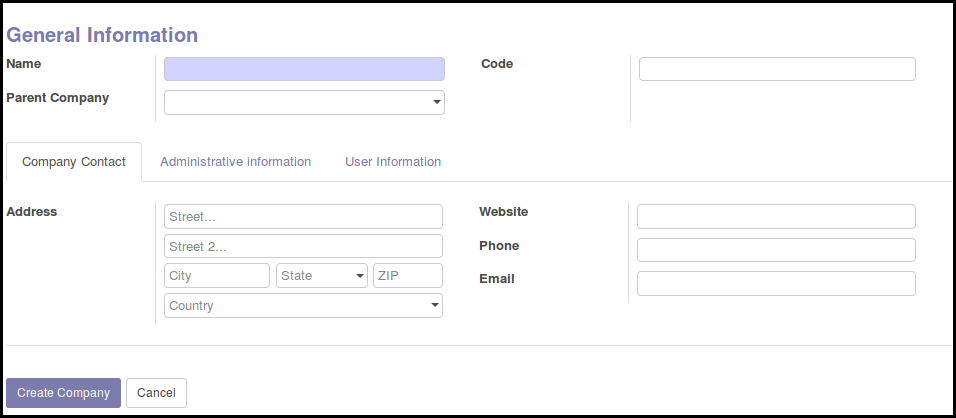 General Information
Name
Code
Parent Company
Company Contact Administrative information User Information
Address
Street...
Street 2...
City State ZIP
Country
Website
Phone
Email
Create Company Cancel